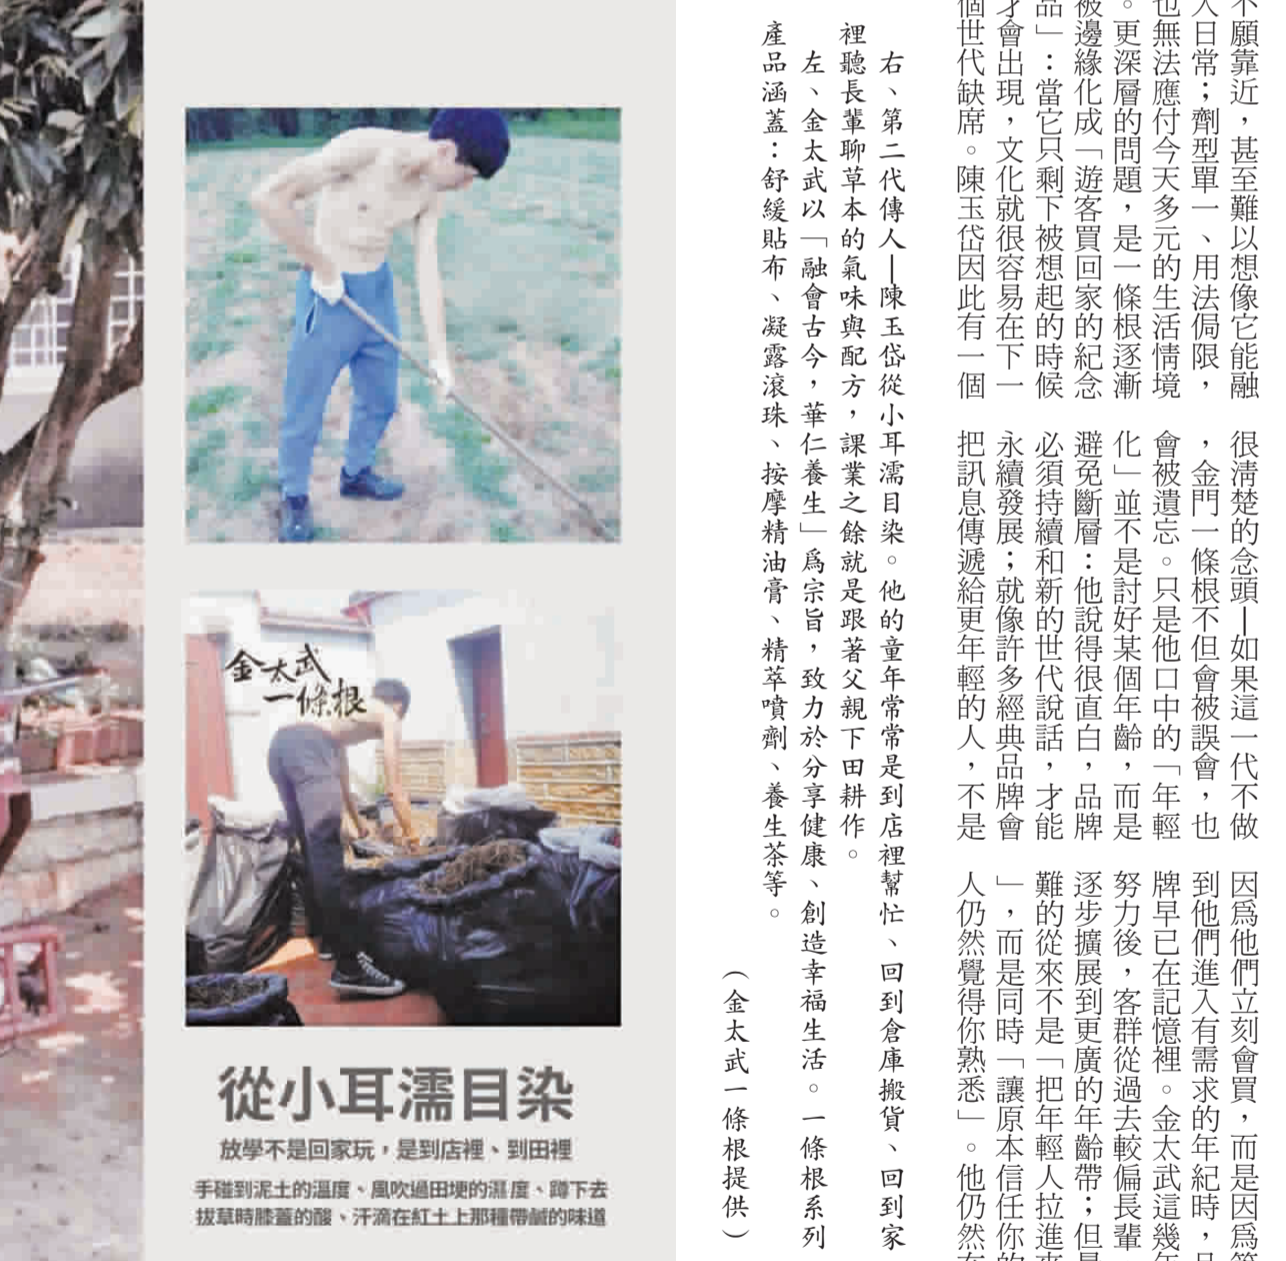 不願靠近，甚至難以想像它能融
入日常；劑型單一、用法侷限，
也無法應付今天多元的生活情境
。更深層的問題，是一條根逐漸
被邊緣化成「遊客買回家的紀念
品」：當它只剩下被想起的時候
才會出現，文化就很容易在下一
個世代缺席。陳玉岱因此有一個
很清楚的念頭—如果這一代不做
，金門一條根不但會被誤會，也
會被遺忘。只是他口中的「年輕
化」並不是討好某個年齡，而是
避免斷層：他說得很直白，品牌
必須持續和新的世代說話，才能
永續發展；就像許多經典品牌會
把訊息傳遞給更年輕的人，不是
因為他們立刻會買，而是因為
到他們進入有需求的年紀時，
牌早已在記憶裡。金太武這幾
努力後，客群從過去較偏長輩
逐步擴展到更廣的年齡帶；但
難的從來不是「把年輕人拉進
」，而是同時「讓原本信任你
人仍然覺得你熟悉」。他仍然
右、第二代傳人—陳玉岱從小耳濡目染。他的童年常常是到店裡幫忙、回到倉庫搬貨、回到家
裡聽長輩聊草本的氣味與配方，課業之餘就是跟著父親下田耕作。
左、金太武以「融會古今，華仁養生」為宗旨，致力於分享健康、創造幸福生活。一條根系列
產品涵蓋：舒緩貼布、凝露滾珠、按摩精油膏、精萃噴劑、養生茶等。
（金太武一條根提供）
金太武
一條根
從小耳濡目染
放學不是回家玩，是到店裡、到田裡
手碰到泥土的溫度、風吹過田埂的濕度、蹲下去
拔草時膝蓋的酸、汗滴在紅土上那種帶鹹的味道